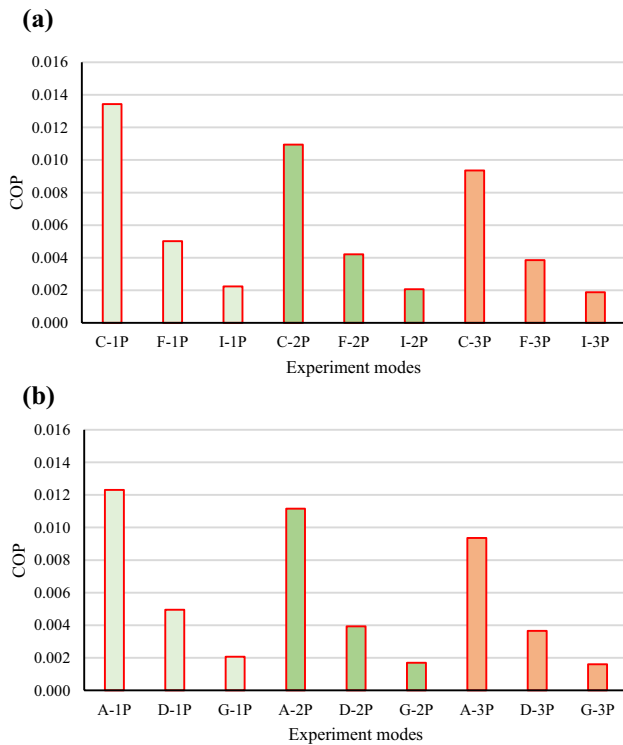 (a)
0.016
0.014
0.012
0.010
0.008
0.006
0.004
0.002
0.000
COP
C-1P F-1P I-1P C-2P F-2P I-2P C-3P F-3P I-3P
Experiment modes
(b)
0.016
0.014
0.012
0.010
0.008
0.006
0.004
0.002
0.000
COP
A-1P D-1P G-1P A-2P D-2P G-2P A-3P D-3P G-3P
Experiment modes